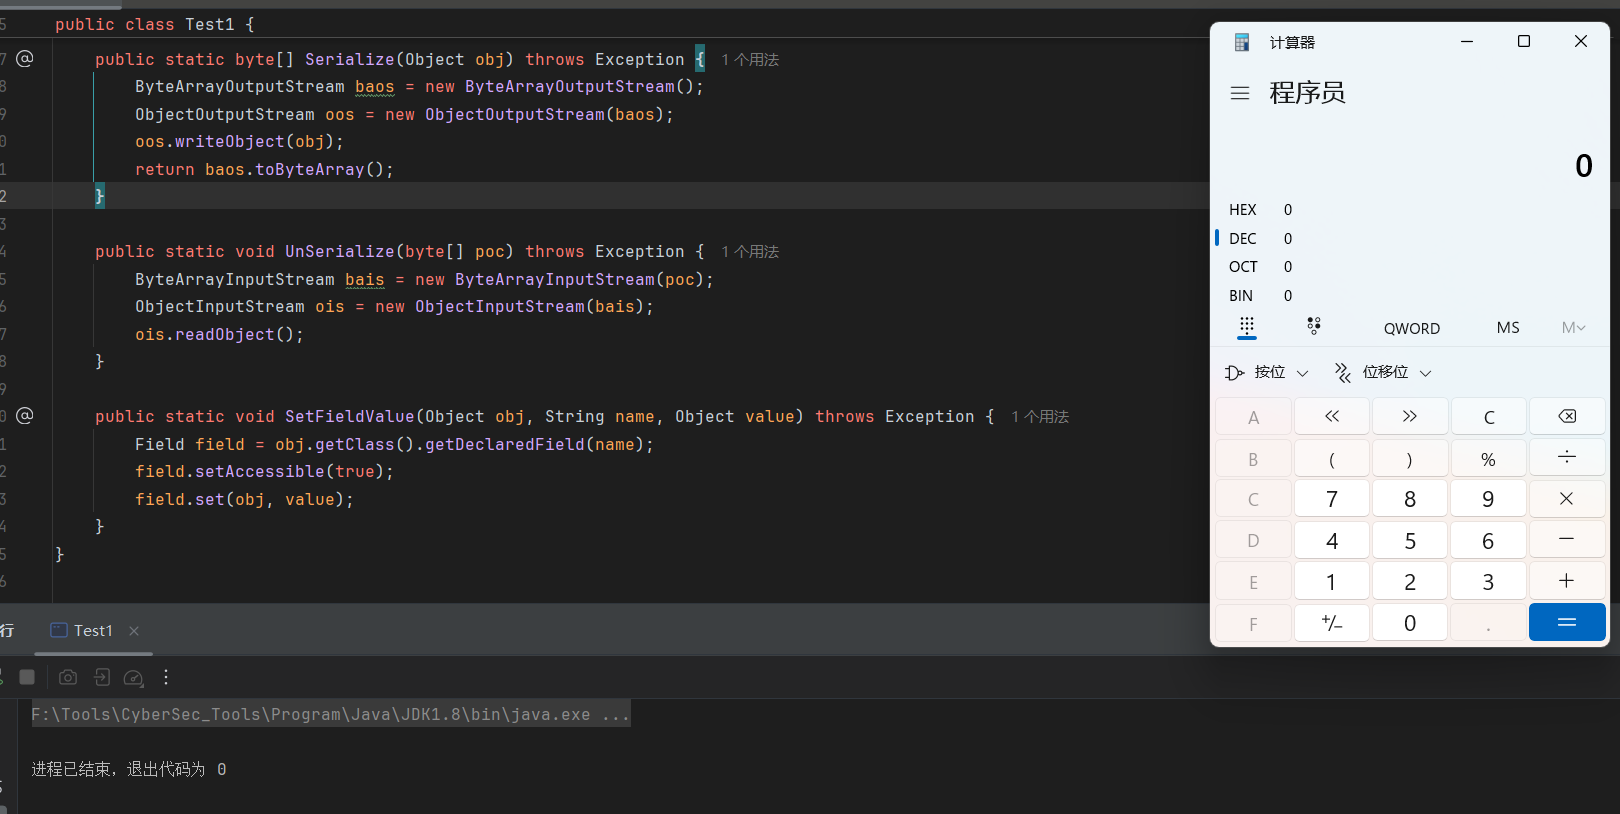 5 public class Test1 {
7 public static byte[] Serialize(Object obj) throws Exception { 1 个用法
8 ByteArrayOutputStream baos = new ByteArrayOutputStream();
9 ObjectOutputStream oos = new ObjectOutputStream(baos);
0 oos.writeObject(obj);
1 return baos.toByteArray();
2 }
3
4 public static void UnSerialize(byte[] poc) throws Exception { 1 个用法
5 ByteArrayInputStream bais = new ByteArrayInputStream(poc);
6 ObjectInputStream ois = new ObjectInputStream(bais);
7 ois.readObject();
8 }
9
0 public static void SetFieldValue(Object obj, String name, Object value) throws Exception { 1 个用法
1 Field field = obj.getClass().getDeclaredField(name);
2 field.setAccessible(true);
3 field.set(obj, value);
4 }
5 }
6
行 Test1
F:\Tools\CyberSec_Tools\Program\Java\JDK1.8\bin\java.exe ...
进程已结束，退出代码为 0
计算器
程序员
0
HEX 0
DEC 0
OCT 0
BIN 0
QWORD MS M
按位 位移位
A << >> C
B ( ) % ÷
C 7 8 9 ×
D 4 5 6 −
E 1 2 3 +
F +/− 0 . =